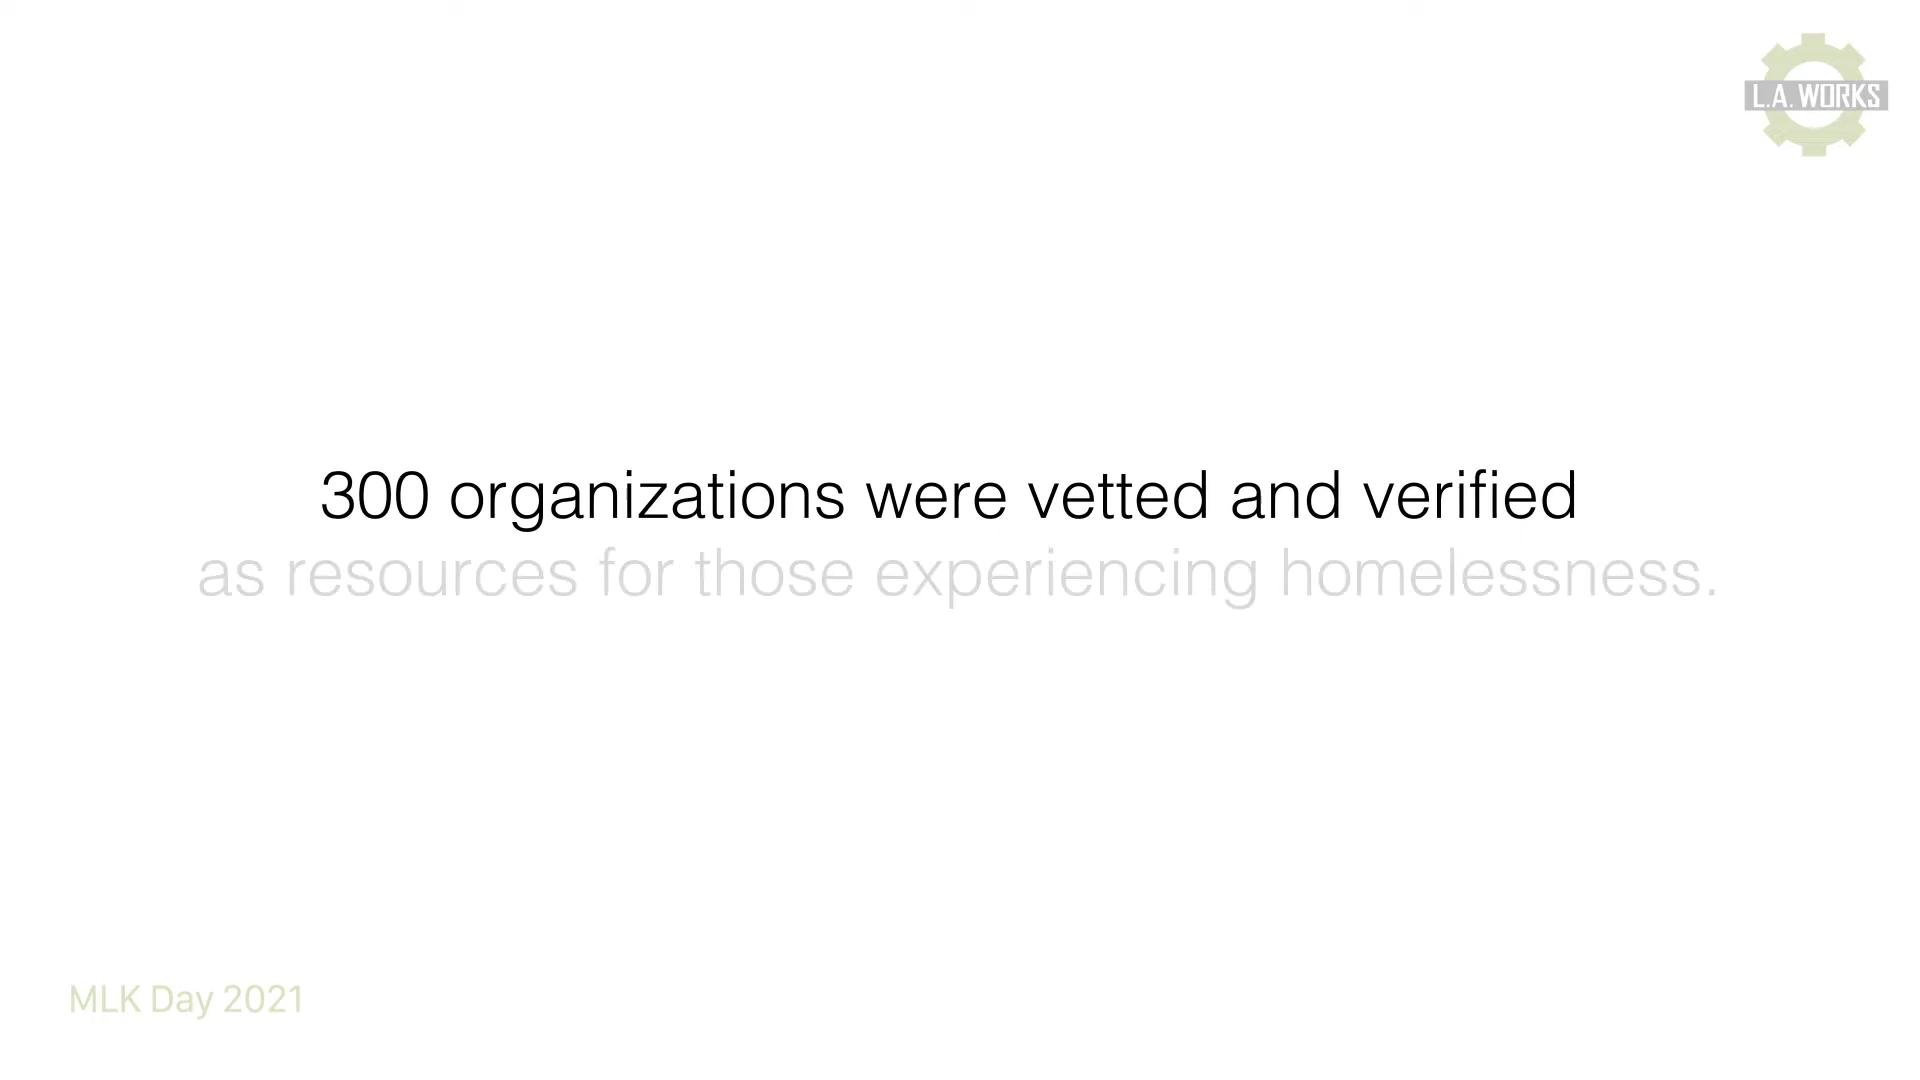 L.A. WORKS
300 organizations were vetted and verified
as resources for those experiencing homelessness.
MLK Day 2021